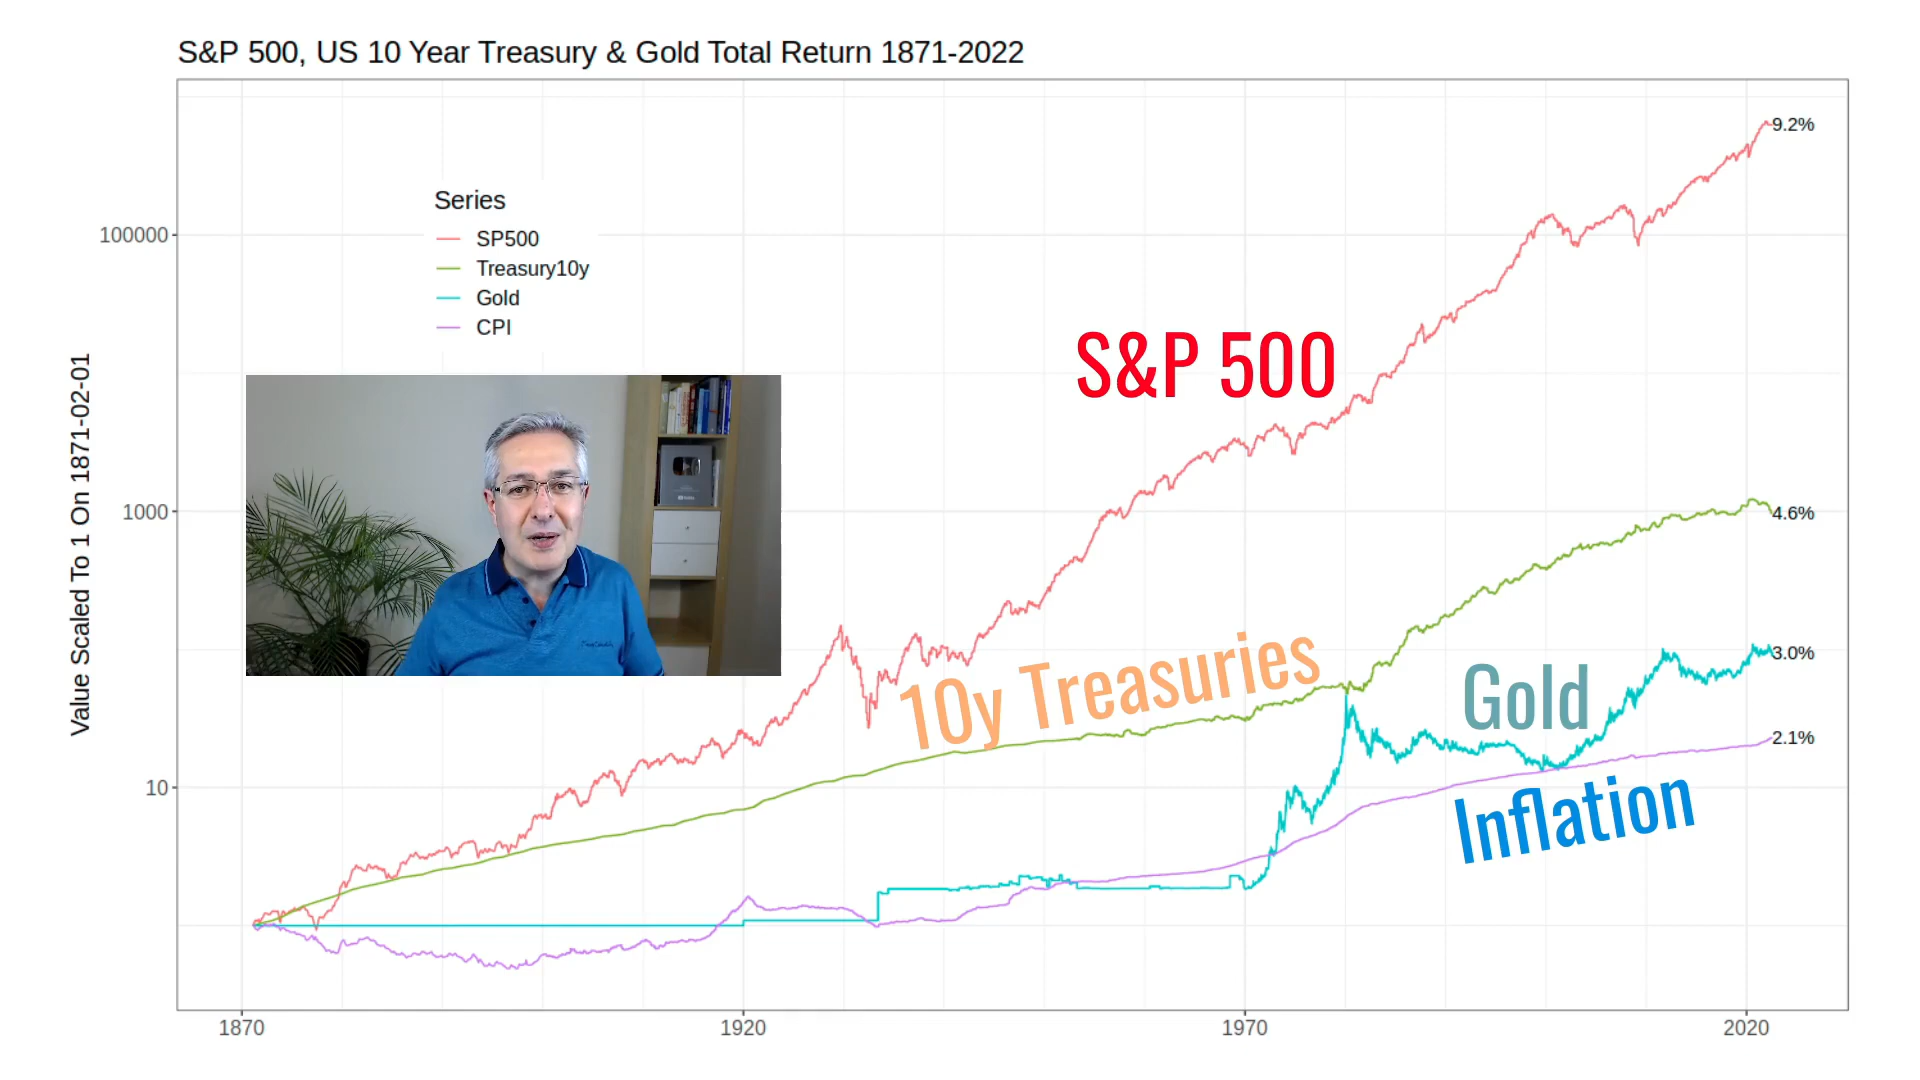 S&P 500, US 10 Year Treasury & Gold Total Return 1871-2022
9.2%
Series
SP500
Treasury10y
Gold
CPI
100000
S&P 500
Value Scaled To 1 On 1871-02-01
1000
4.6%
10y Treasuries
Gold
3.0%
2.1%
10
Inflation
1870
1920
1970
2020